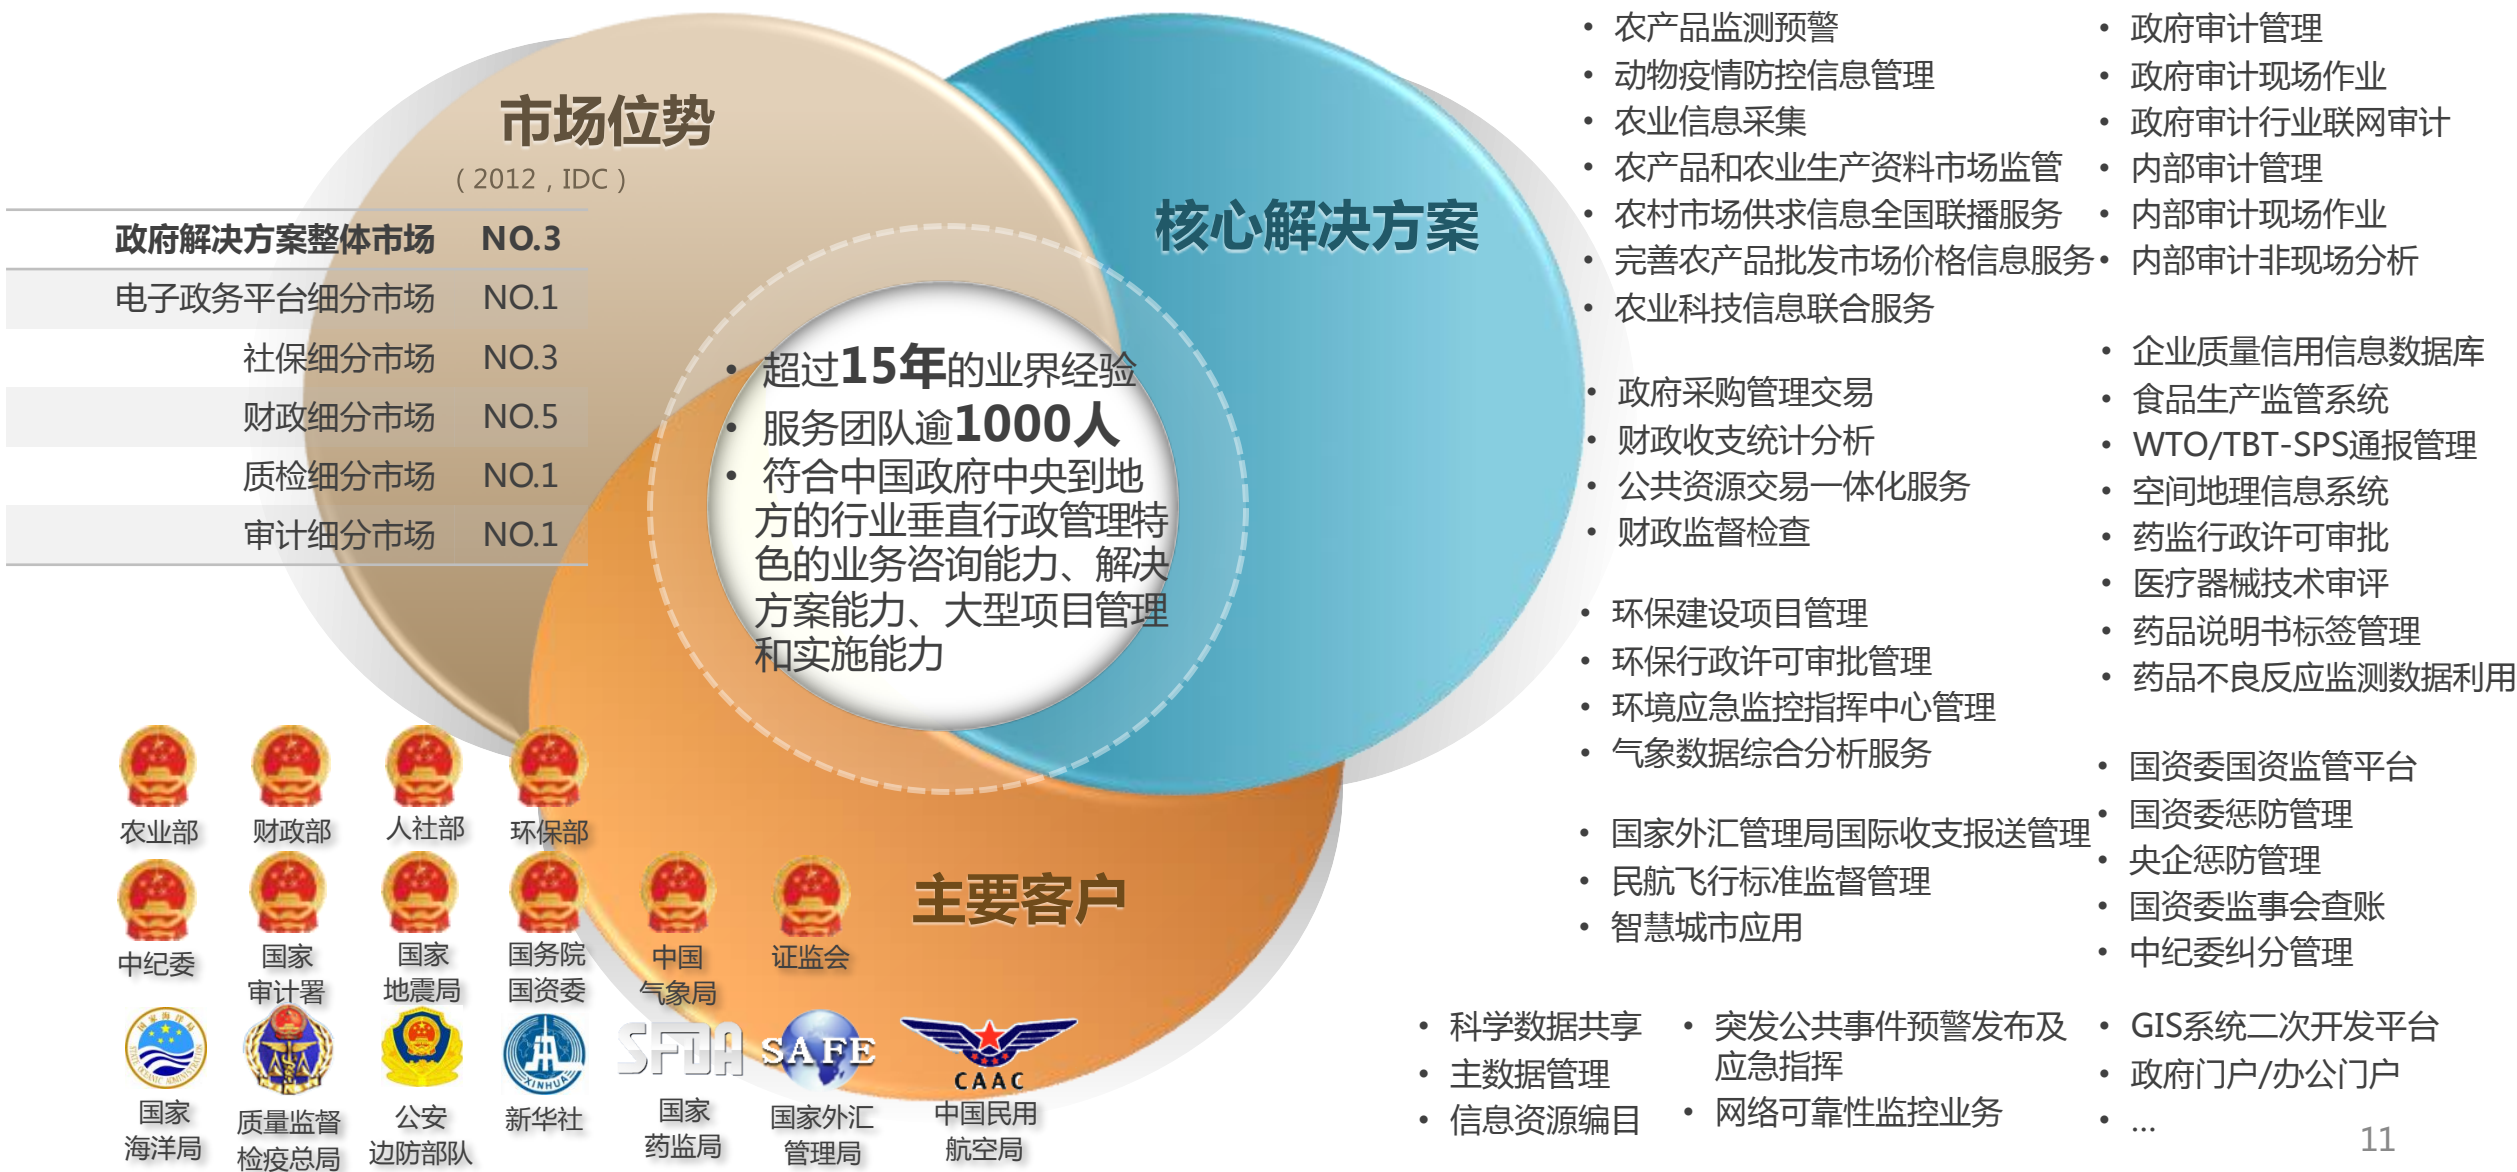 市场位势
（2012，IDC）
政府解决方案整体市场 NO.3
电子政务平台细分市场 NO.1
社保细分市场 NO.3
财政细分市场 NO.5
质检细分市场 NO.1
审计细分市场 NO.1
核心解决方案
• 超过15年的业界经验
• 服务团队逾1000人
• 符合中国政府中央到地
方的行业垂直行政管理特
色的业务咨询能力、解决
方案能力、大型项目管理
和实施能力
主要客户
农业部
财政部
人社部
环保部
中纪委
国家
审计署
国家
地震局
国务院
国资委
中国
气象局
证监会
国家
海洋局
质量监督
检疫总局
公安
边防部队
XINHUA
新华社
SFDA
国家
药监局
SAFE
国家外汇
管理局
CAAC
中国民用
航空局
• 农产品监测预警
• 动物疫情防控信息管理
• 农业信息采集
• 农产品和农业生产资料市场监管
• 农村市场供求信息全国联播服务
• 完善农产品批发市场价格信息服务
• 农业科技信息联合服务
• 政府采购管理交易
• 财政收支统计分析
• 公共资源交易一体化服务
• 财政监督检查
• 环保建设项目管理
• 环保行政许可审批管理
• 环境应急监控指挥中心管理
• 气象数据综合分析服务
• 国家外汇管理局国际收支报送管理
• 民航飞行标准监督管理
• 智慧城市应用
• 政府审计管理
• 政府审计现场作业
• 政府审计行业联网审计
• 内部审计管理
• 内部审计现场作业
• 内部审计非现场分析
• 企业质量信用信息数据库
• 食品生产监管系统
• WTO/TBT-SPS通报管理
• 空间地理信息系统
• 药监行政许可审批
• 医疗器械技术审评
• 药品说明书标签管理
• 药品不良反应监测数据利用
• 国资委国资监管平台
• 国资委惩防管理
• 央企惩防管理
• 国资委监事会查账
• 中纪委纠分管理
• 科学数据共享
• 主数据管理
• 信息资源编目
• 突发公共事件预警发布及
应急指挥
• 网络可靠性监控业务
• GIS系统二次开发平台
• 政府门户/办公门户
• ...
11